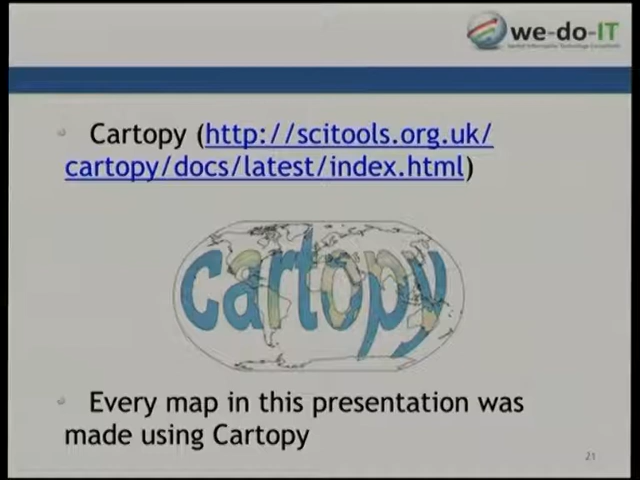 we-do-IT
Cartopy (http://scitools.org.uk/
cartopy/docs/latest/index.html)
cartopy
Every map in this presentation was
made using Cartopy
21